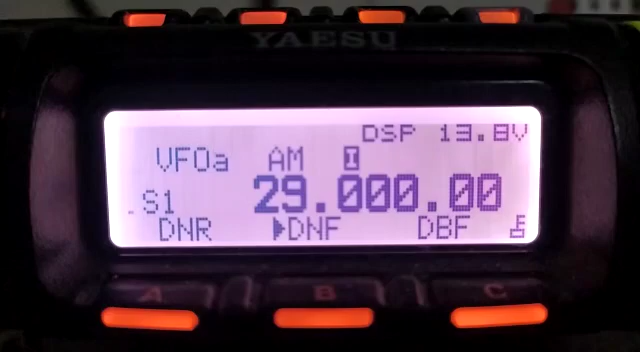 YAESU
DSP 13.8V
VFOa AM I
S1 29.000.00
DNR DNF DBF
A B C